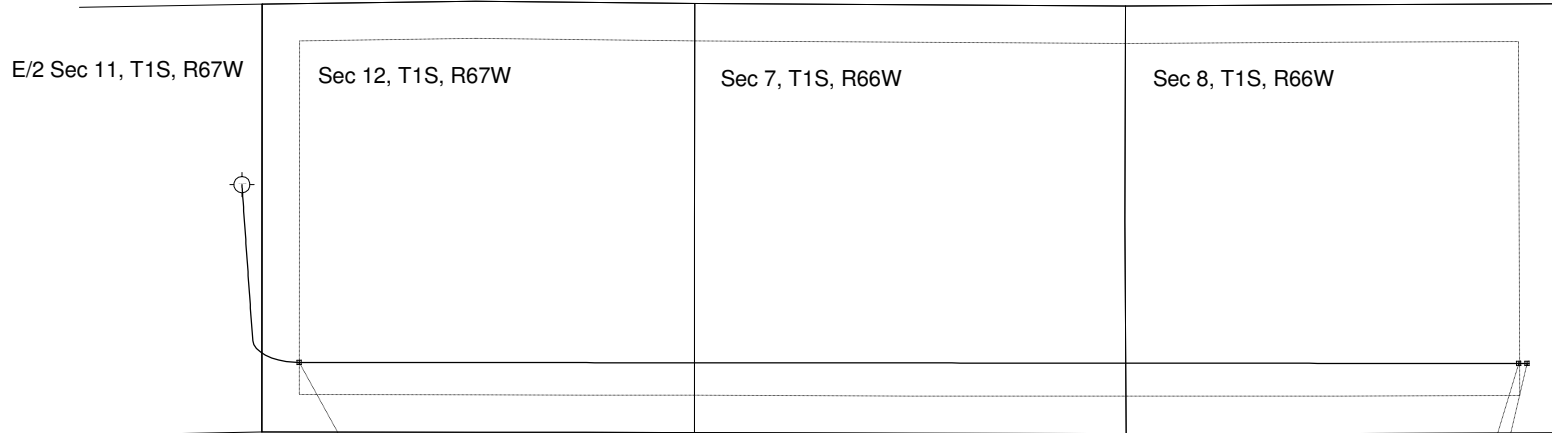 E/2 Sec 11, T1S, R67W
Sec 12, T1S, R67W
Sec 7, T1S, R66W
Sec 8, T1S, R66W